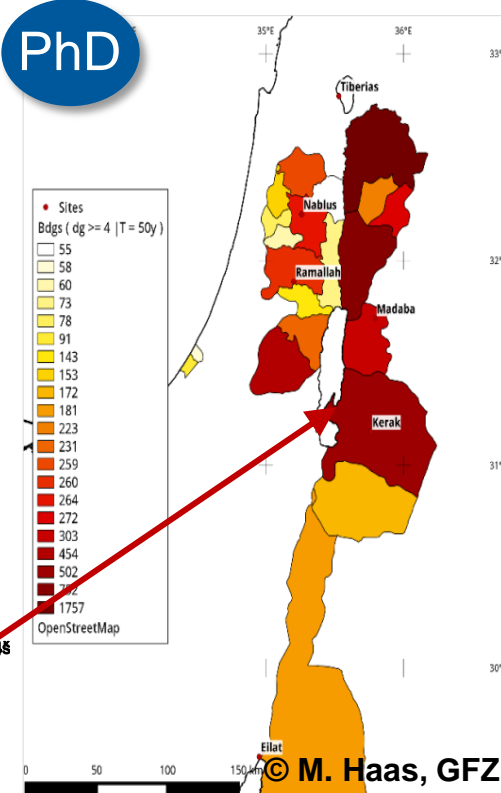 PhD
35°E
36°E
33°
Tiberias
Sites
Bdgs ( dg >= 4 |T = 50y )
55
58
60
73
78
91
143
153
172
181
223
231
259
260
264
272
303
454
502
752
1757
OpenStreetMap
Nablus
32°
Ramallah
Madaba
Kerak
31°
30°
Eilat
0 50 100 150 km
© M. Haas, GFZ